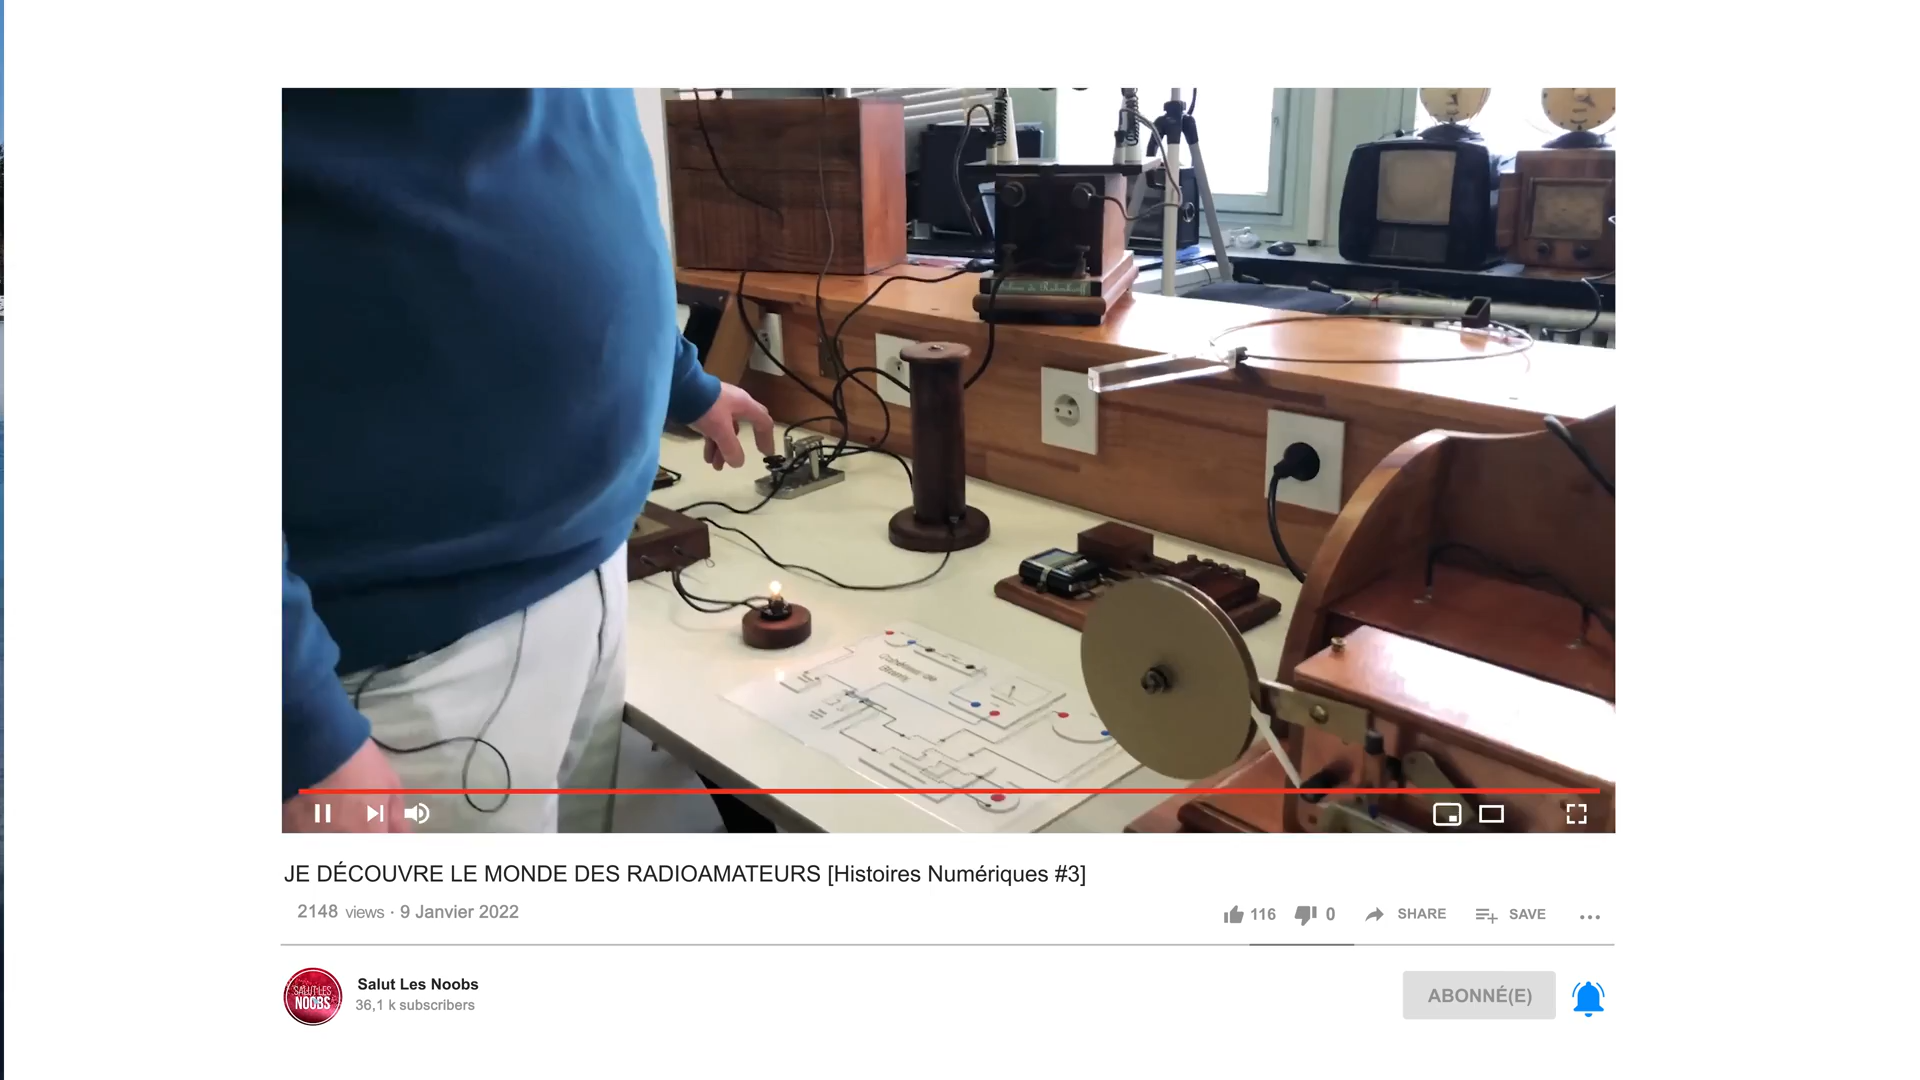 JE DÉCOUVRE LE MONDE DES RADIOAMATEURS [Histoires Numériques #3]
2148 views · 9 Janvier 2022
116 0 SHARE SAVE
SALUT LES
NOOBS
Salut Les Noobs
36,1 k subscribers
ABONNÉ(E)